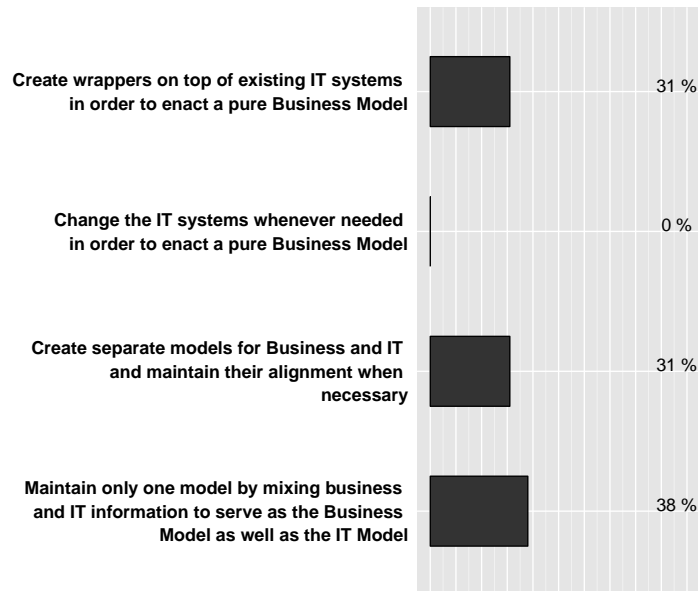 Create wrappers on top of existing IT systems
in order to enact a pure Business Model
31 %
Change the IT systems whenever needed
in order to enact a pure Business Model
0 %
Create separate models for Business and IT
and maintain their alignment when
necessary
31 %
Maintain only one model by mixing business
and IT information to serve as the Business
Model as well as the IT Model
38 %